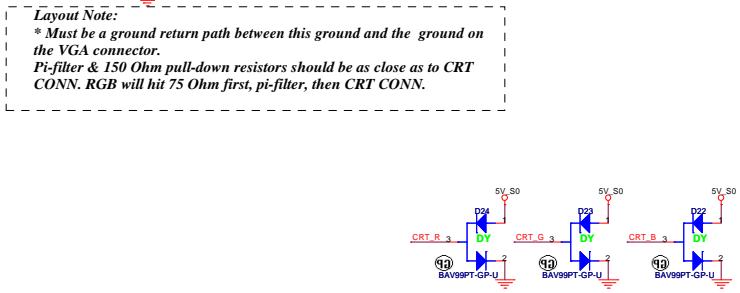 Layout Note:
* Must be a ground return path between this ground and the ground on
the VGA connector.
Pi-filter & 150 Ohm pull-down resistors should be as close as to CRT
CONN. RGB will hit 75 Ohm first, pi-filter, then CRT CONN.
5V_S0 5V_S0 5V_S0
D24 D23 D22
1 1 1
CRT_R 3 DY CRT_G 3 DY CRT_B 3 DY
2 2 2
BAV99PT-GP-U BAV99PT-GP-U BAV99PT-GP-U